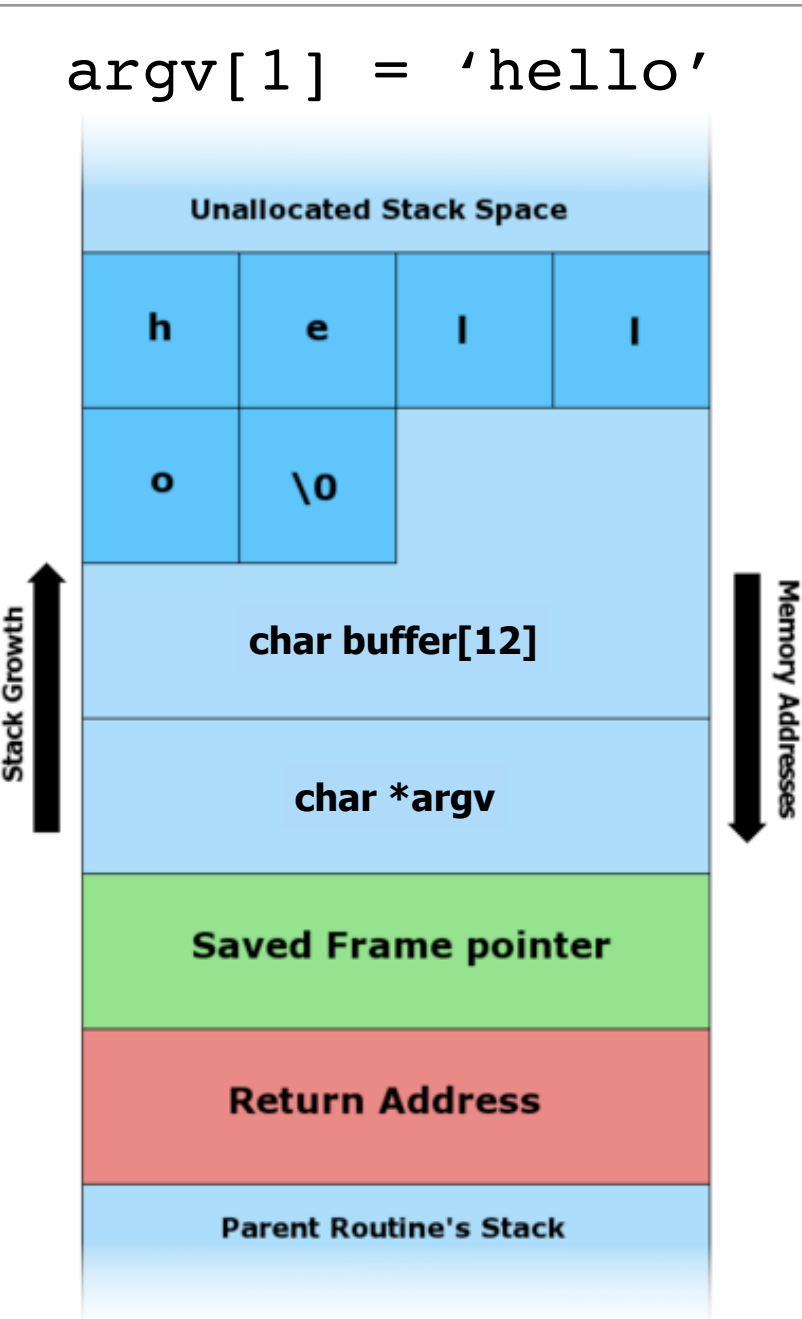 argv[1] = ‘hello’
Unallocated Stack Space
h e l l
o \0
char buffer[12]
Stack Growth
Memory Addresses
char *argv
Saved Frame pointer
Return Address
Parent Routine's Stack